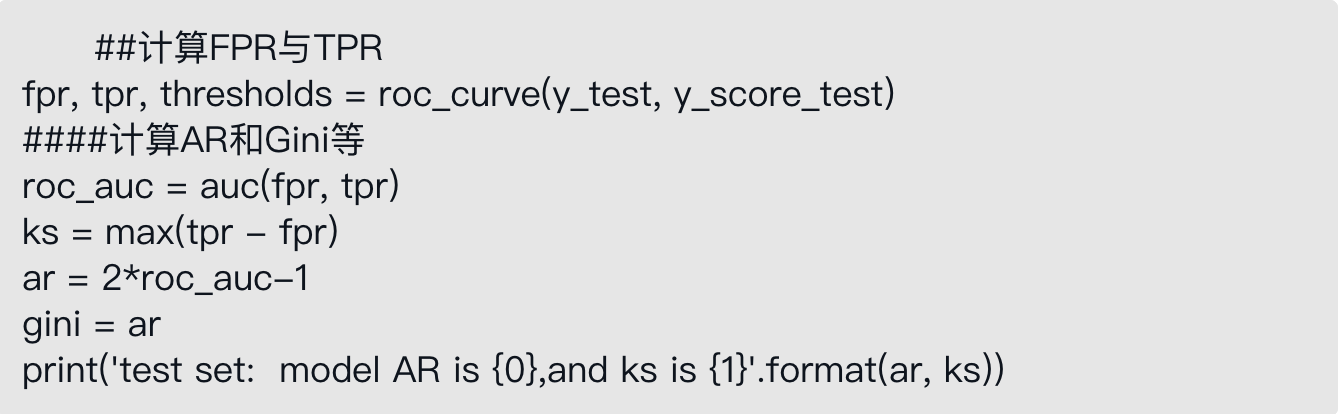 ##计算FPR与TPR
fpr, tpr, thresholds = roc_curve(y_test, y_score_test)
####计算AR和Gini等
roc_auc = auc(fpr, tpr)
ks = max(tpr - fpr)
ar = 2*roc_auc-1
gini = ar
print('test set:  model AR is {0},and ks is {1}'.format(ar, ks))